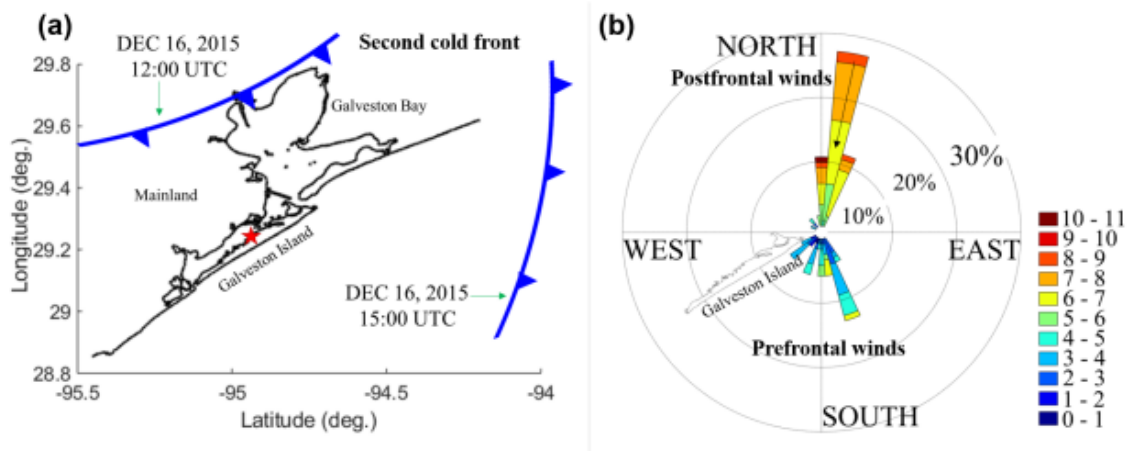 (a)
DEC 16, 2015
12:00 UTC
Second cold front
29.8
29.6
29.4
29.2
29
28.8
Longitude (deg.)
Galveston Bay
Mainland
Galveston Island
DEC 16, 2015
15:00 UTC
-95.5
-95
-94.5
-94
Latitude (deg.)
(b)
NORTH
Postfrontal winds
30%
20%
10%
WEST
EAST
Galveston Island
Prefrontal winds
SOUTH
10 - 11
9 - 10
8 - 9
7 - 8
6 - 7
5 - 6
4 - 5
3 - 4
2 - 3
1 - 2
0 - 1